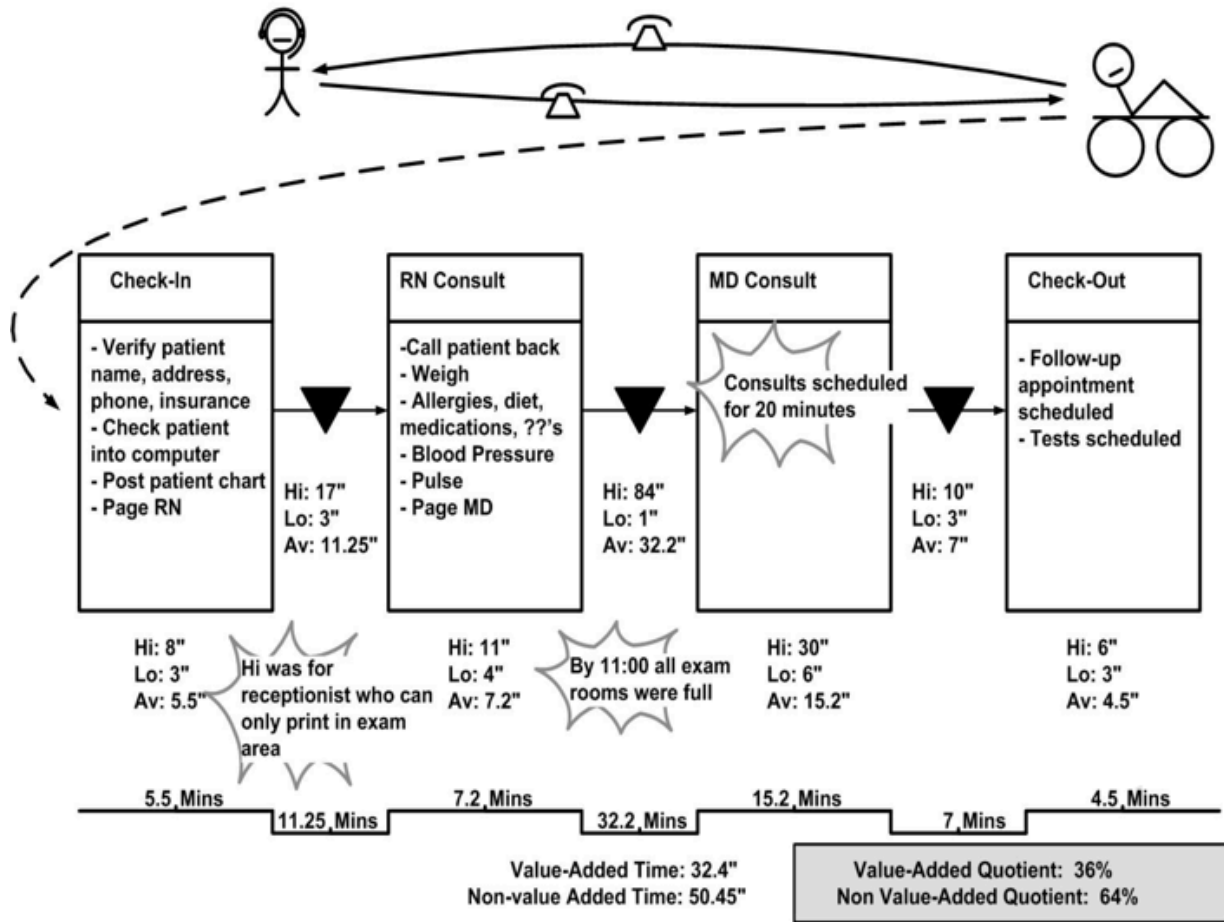 Check-In
- Verify patient
name, address,
phone, insurance
- Check patient
into computer
- Post patient chart
- Page RN
Hi: 17"
Lo: 3"
Av: 11.25"
RN Consult
-Call patient back
- Weigh
- Allergies, diet,
medications, ??'s
- Blood Pressure
- Pulse
- Page MD
Hi: 84"
Lo: 1"
Av: 32.2"
MD Consult
Consults scheduled
for 20 minutes
Hi: 10"
Lo: 3"
Av: 7"
Check-Out
- Follow-up
appointment
scheduled
- Tests scheduled
Hi: 8"
Lo: 3"
Av: 5.5"
Hi was for
receptionist who can
only print in exam
area
Hi: 11"
Lo: 4"
Av: 7.2"
By 11:00 all exam
rooms were full
Hi: 30"
Lo: 6"
Av: 15.2"
Hi: 6"
Lo: 3"
Av: 4.5"
5.5 Mins
11.25 Mins
7.2 Mins
32.2 Mins
15.2 Mins
7 Mins
4.5 Mins
Value-Added Time: 32.4"
Non-value Added Time: 50.45"
Value-Added Quotient: 36%
Non Value-Added Quotient: 64%